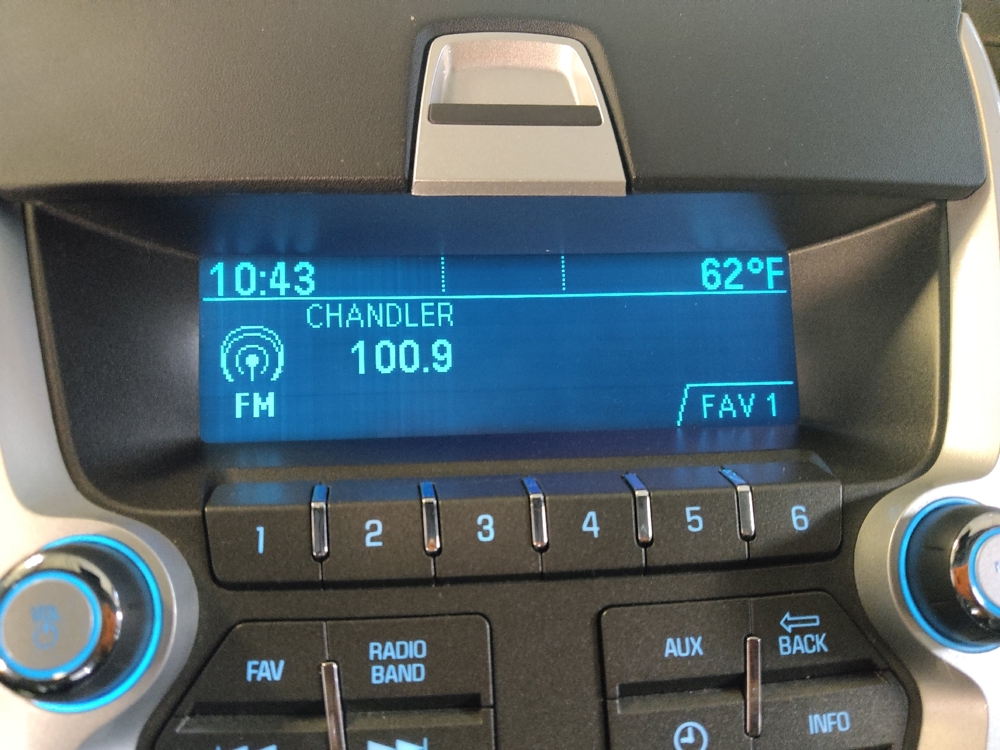 10:43 62°F
CHANDLER
100.9
FM
FAV 1
1 2 3 4 5 6
FAV RADIO BAND AUX BACK
INFO